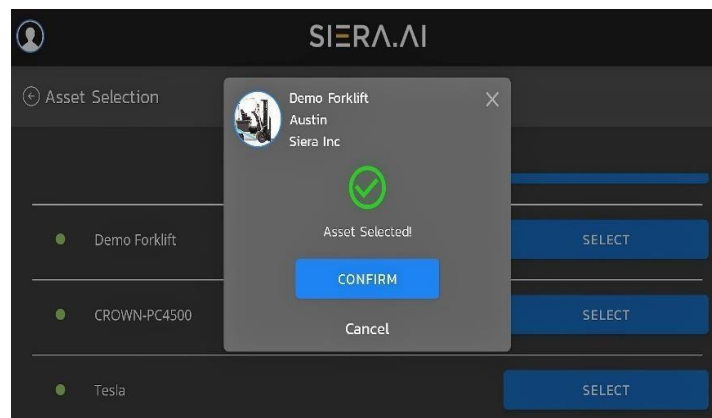 SIERA.AI
Asset Selection
Demo Forklift
Austin
Siera Inc
Asset Selected!
CONFIRM
Cancel
Demo Forklift
SELECT
CROWN-PC4500
SELECT
Tesla
SELECT